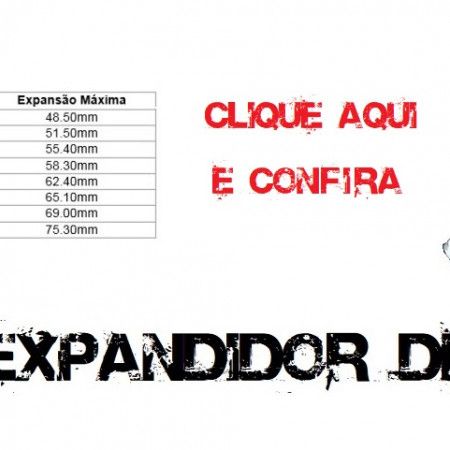 Expansão Máxima
48.50mm
51.50mm
55.40mm
58.30mm
62.40mm
65.10mm
69.00mm
75.30mm
CLIQUE AQUI
E CONFIRA
EXPANDIDOR DE